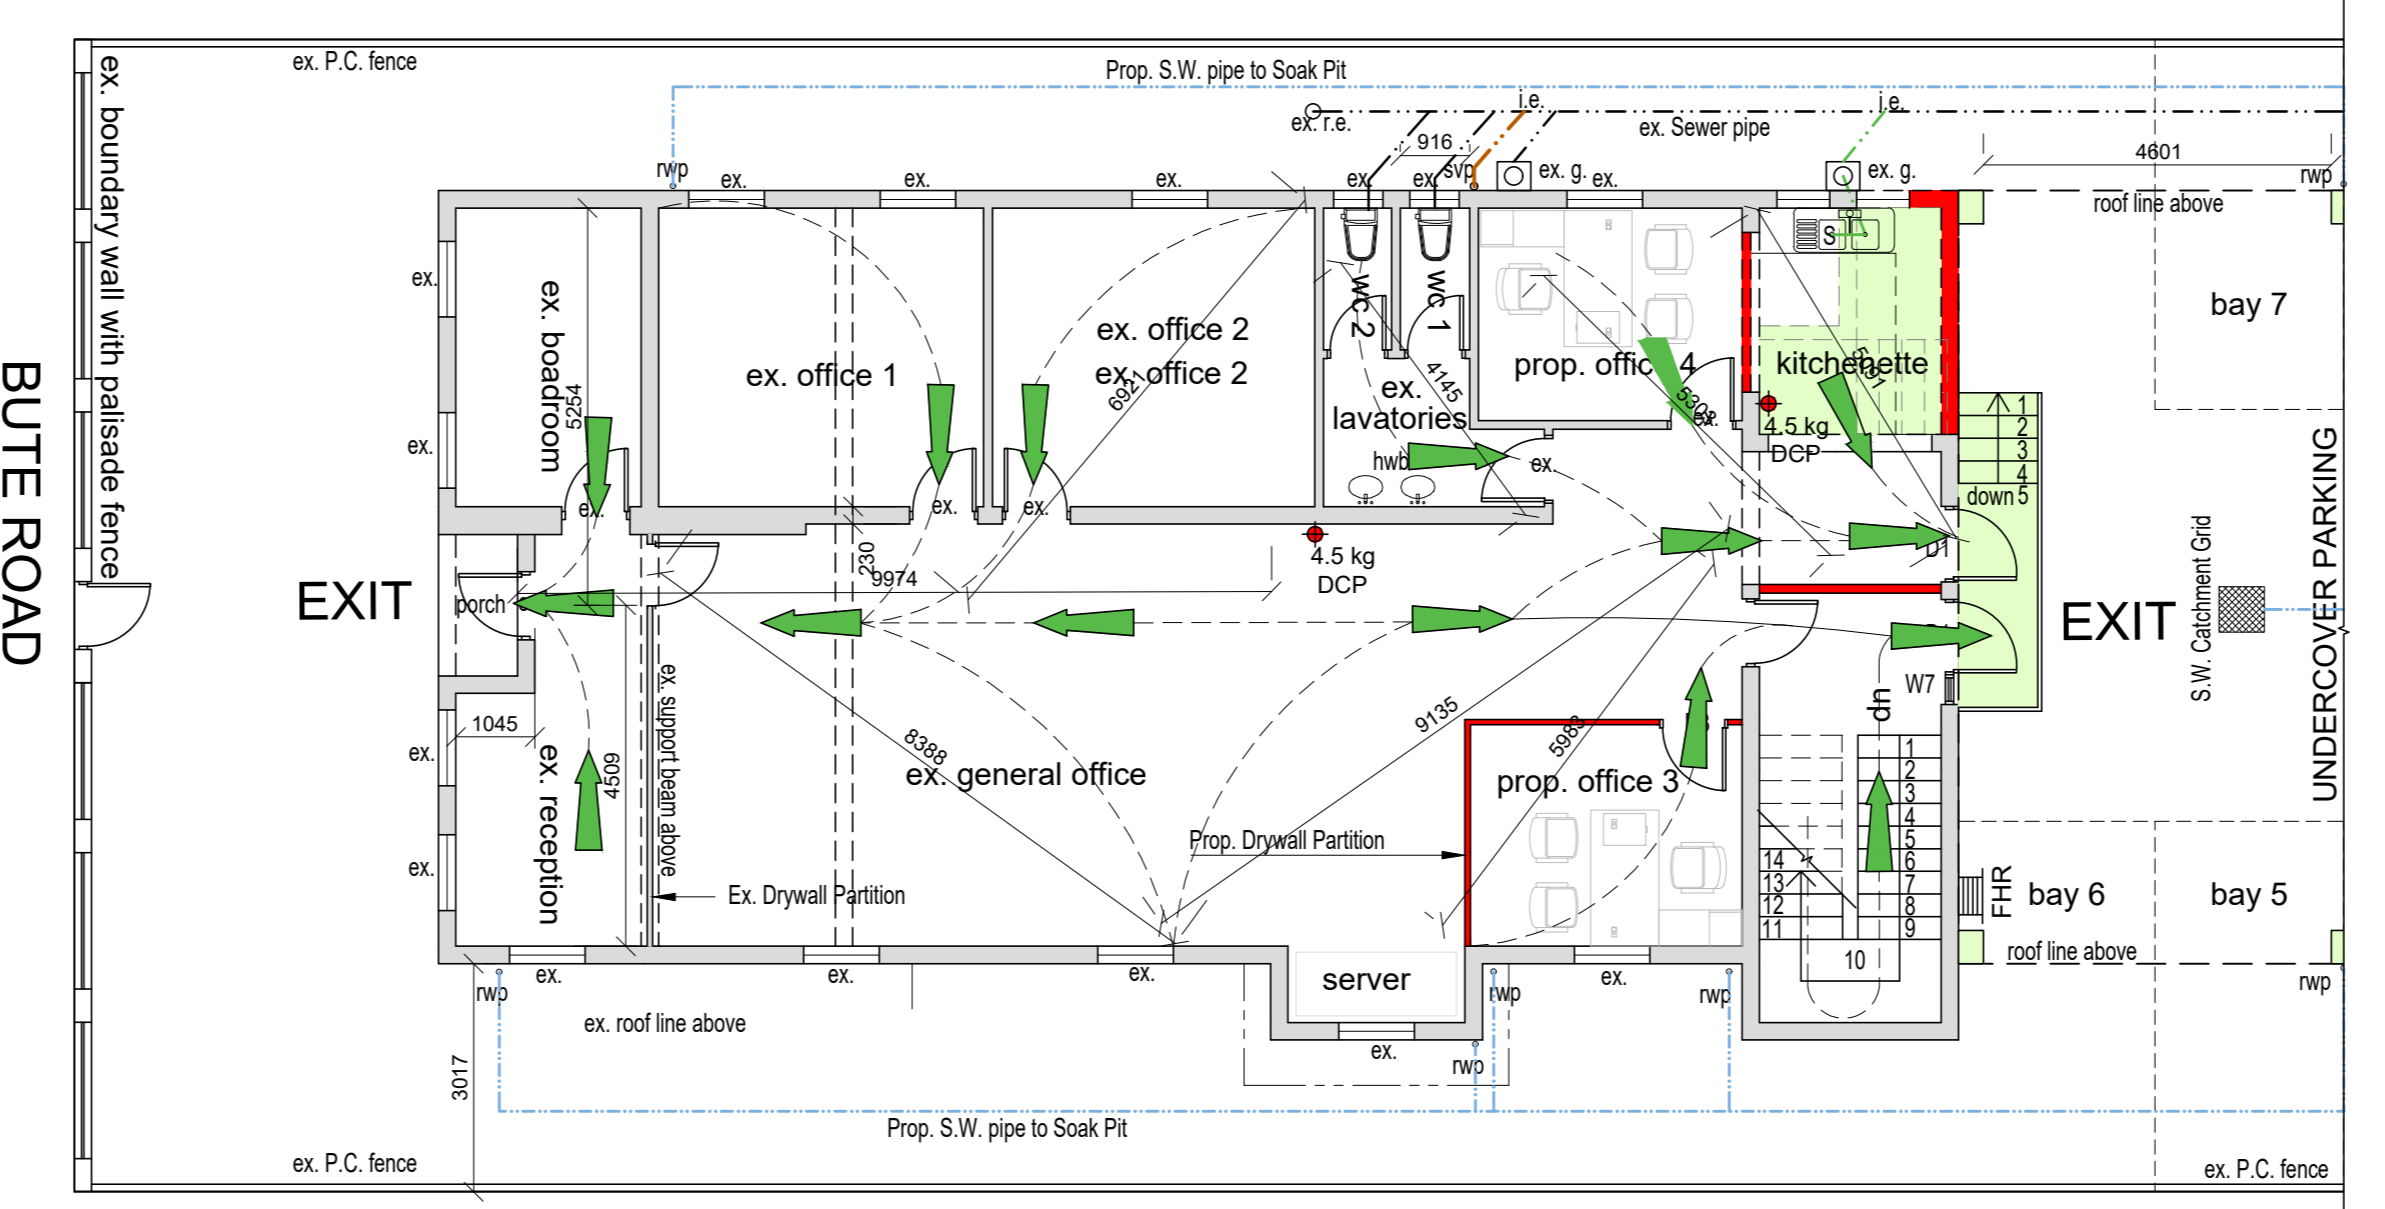 ex. P.C. fence
Prop. S.W. pipe to Soak Pit
ex. boundary wall with palisade fence
BUTE ROAD
ex. r.e.
i.e.
i.e.
ex. Sewer pipe
916
4601
rwp
svp
ex. g.
ex. g.
rwp
ex.
ex.
ex.
ex.
ex.
ex.
roof line above
ex.
ex. boadroom
5254
ex. office 1
ex. office 2
ex. office 2
6921
wc 2
wc 1
4145
ex.
lavatories
hwb
ex.
prop. office 4
5303
ex.
S
kitchenette
4.5 kg
DCP
bay 7
1
2
3
4
down 5
ex.
ex.
ex.
ex.
230
9974
4.5 kg
DCP
D1
EXIT
porch
EXIT
S.W. Catchment Grid
UNDERCOVER PARKING
W7
dn
1045
ex.
ex.
ex. reception
4509
ex. support beam above
8388
ex. general office
9135
5983
prop. office 3
Prop. Drywall Partition
Ex. Drywall Partition
1
2
3
4
5
6
7
8
9
14
13
12
11
10
FHR
bay 6
bay 5
roof line above
rwp
ex.
ex.
ex.
server
ex.
rwp
rwp
ex.
rwp
rwp
ex. roof line above
3017
Prop. S.W. pipe to Soak Pit
ex. P.C. fence
ex. P.C. fence